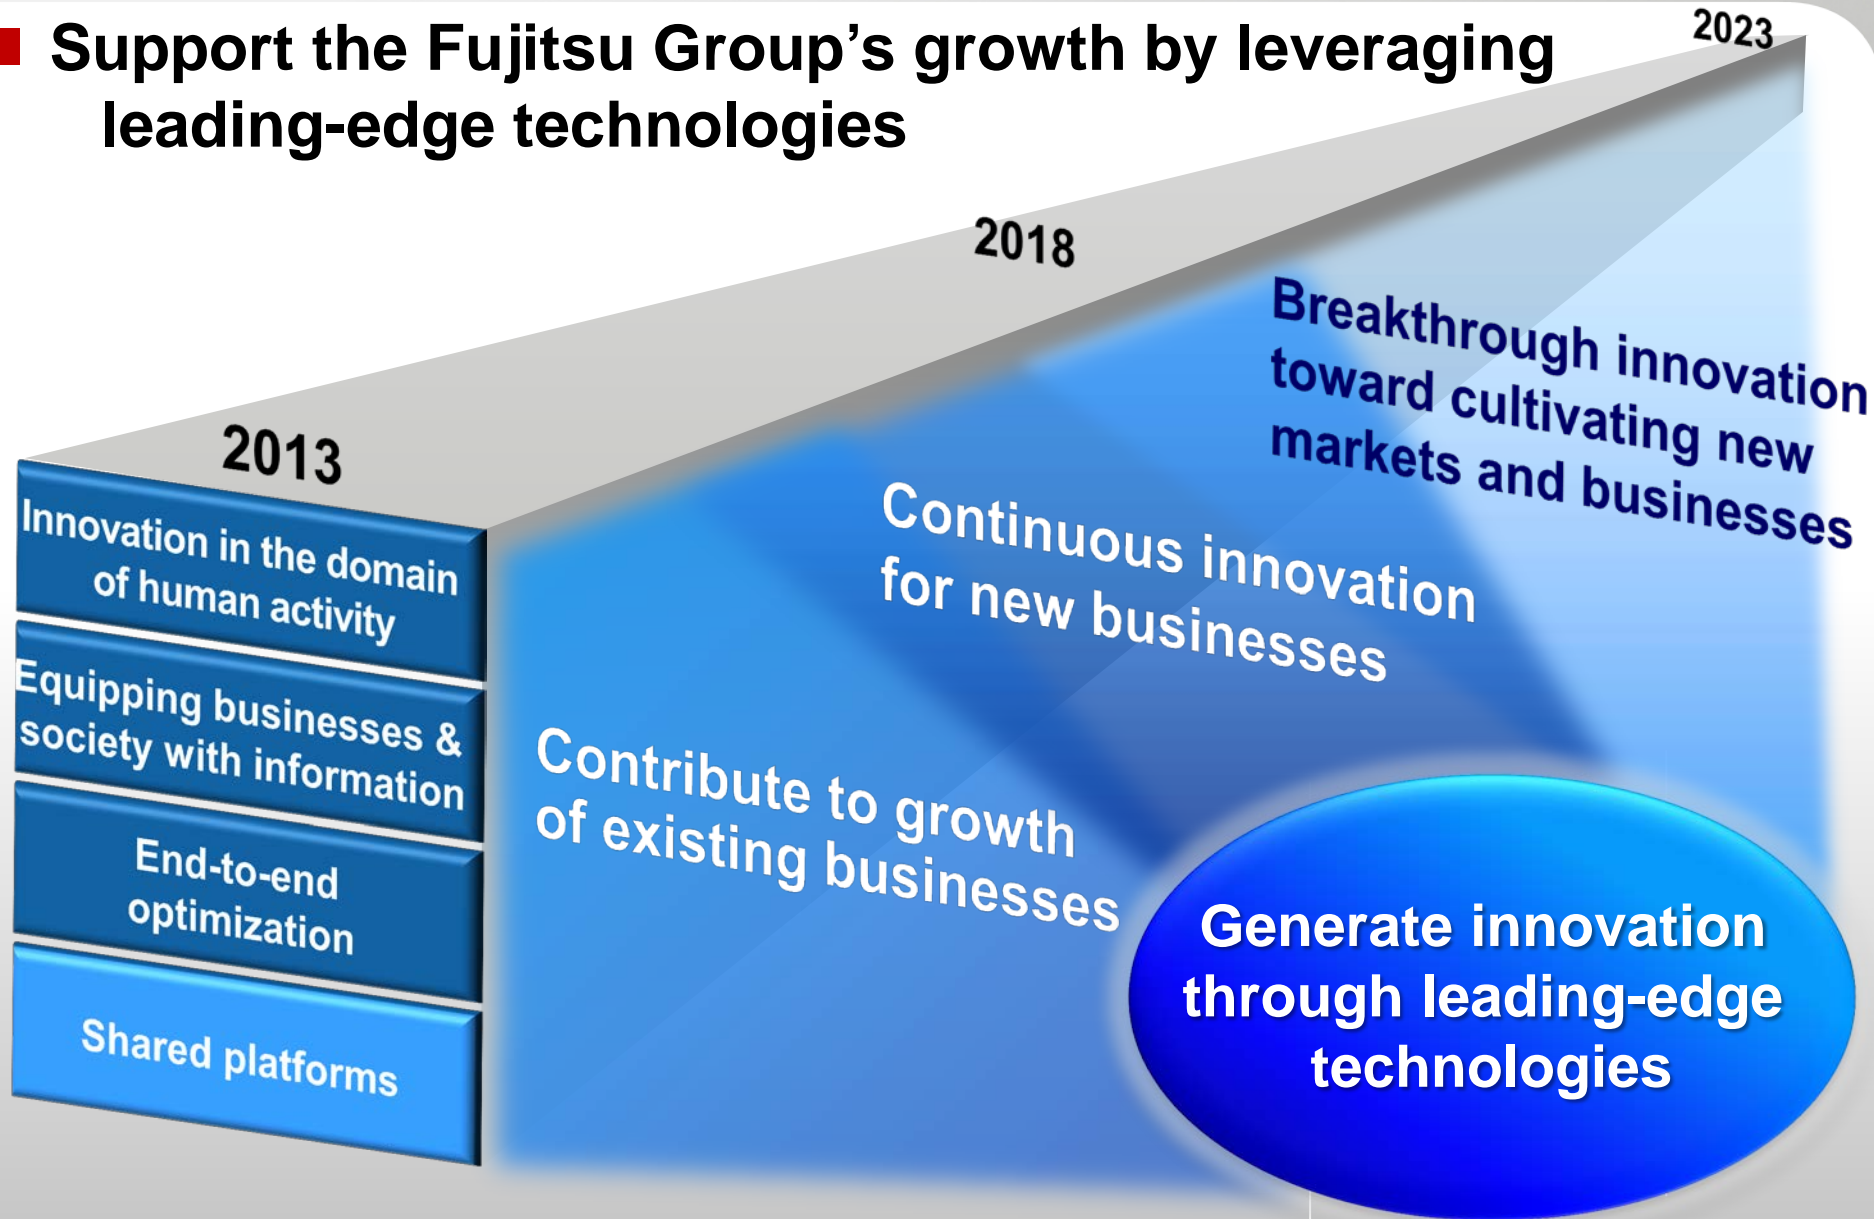 Support the Fujitsu Group’s growth by leveraging
leading-edge technologies
2023
2018
2013
Innovation in the domain
of human activity
Equipping businesses &
society with information
End-to-end
optimization
Shared platforms
Contribute to growth
of existing businesses
Continuous innovation
for new businesses
Breakthrough innovation
toward cultivating new
markets and businesses
Generate innovation
through leading-edge
technologies